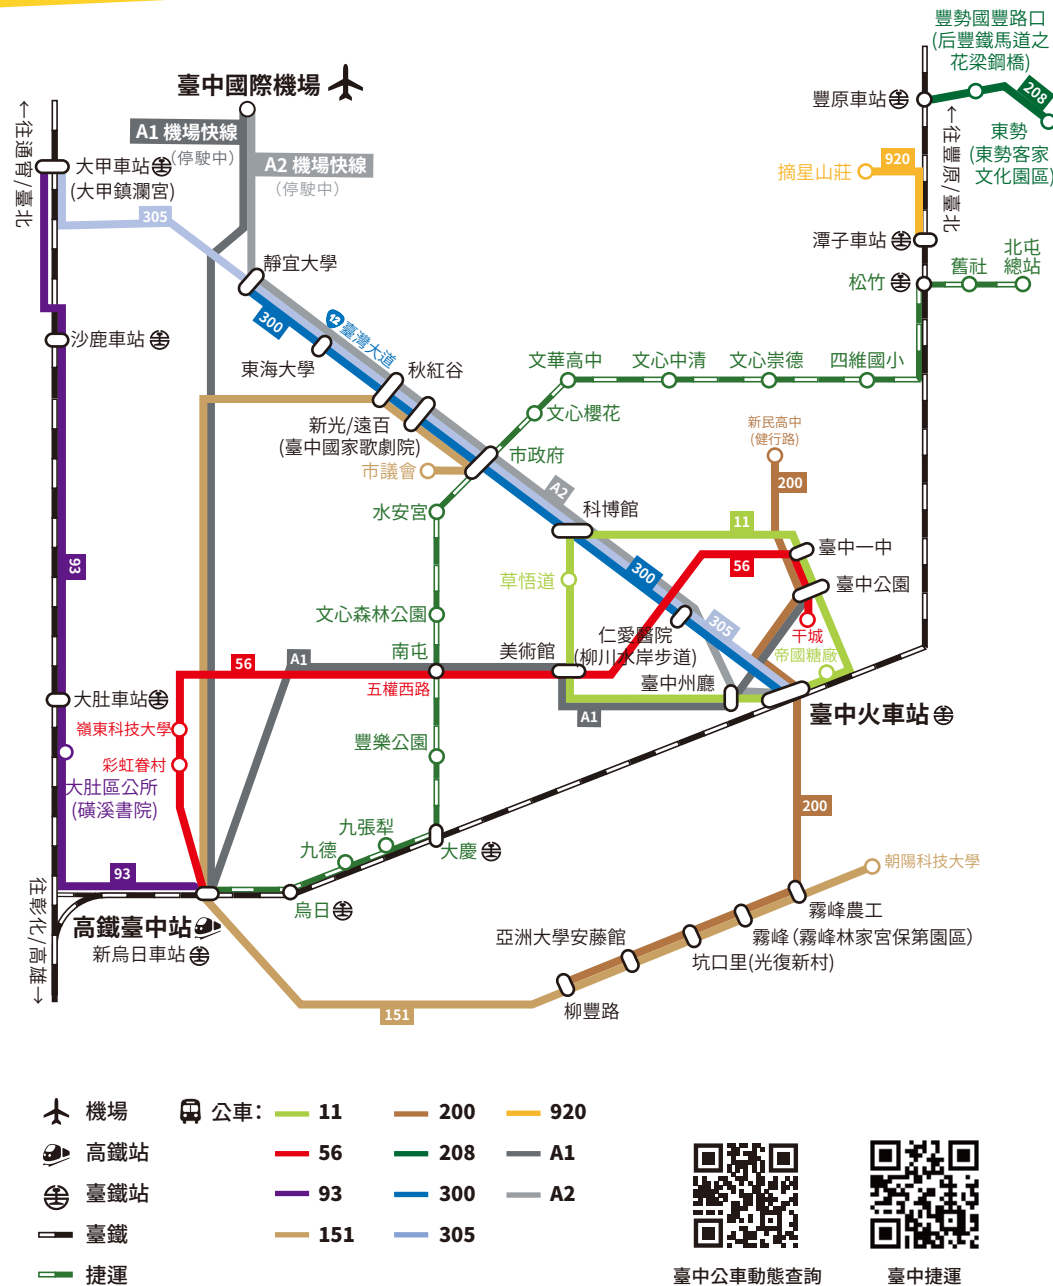 豐勢國豐路口
(后豐鐵馬道之
花梁鋼橋)
208
臺中國際機場
豐原車站
←往通霄/臺北
A1 機場快線
(停駛中)
A2 機場快線
(停駛中)
←往豐原/臺北
東勢
(東勢客家
文化園區)
大甲車站
(大甲鎮瀾宮)
920
摘星山莊
305
潭子車站
靜宜大學
北屯
總站
舊社
松竹
300
12 臺灣大道
沙鹿車站
東海大學
秋紅谷
文華高中
文心中清
文心崇德
四維國小
新光/遠百
(臺中國家歌劇院)
文心櫻花
新民高中
(健行路)
市議會
市政府
200
A2
水安宮
科博館
11
臺中一中
93
草悟道
300
56
臺中公園
文心森林公園
305
仁愛醫院
(柳川水岸步道)
干城
帝國糖廠
56
A1
南屯
美術館
五權西路
臺中州廳
大肚車站
A1
臺中火車站
嶺東科技大學
豐樂公園
彩虹眷村
大肚區公所
(磺溪書院)
200
九張犁
九德
大慶
93
朝陽科技大學
←往彰化/高雄→
烏日
高鐵臺中站
新烏日車站
霧峰農工
亞洲大學安藤館
霧峰(霧峰林家宮保第園區)
坑口里(光復新村)
151
柳豐路
機場
公車：
11
200
920
高鐵站
56
208
A1
臺鐵站
93
300
A2
臺鐵
151
305
捷運
臺中公車動態查詢
臺中捷運